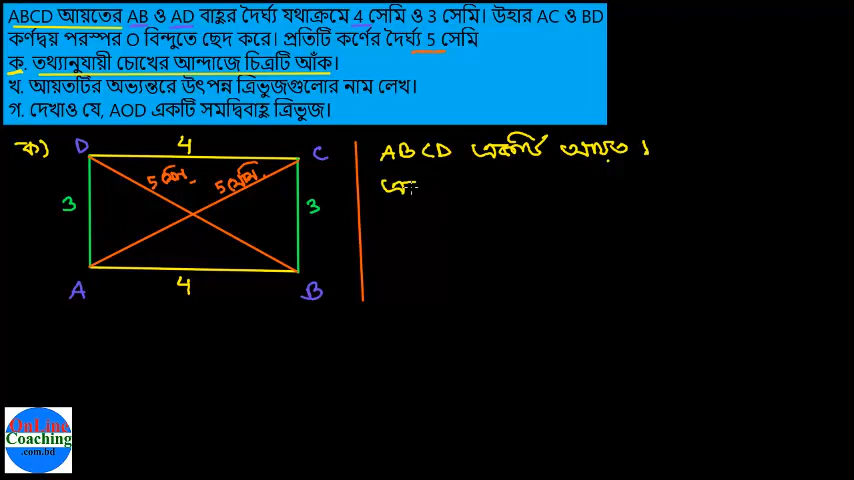 ABCD আয়তের AB ও AD বাহুর দৈর্ঘ্য যথাক্রমে 4 সেমি ও 3 সেমি। উহার AC ও BD
কর্ণদ্বয় পরস্পর O বিন্দুতে ছেদ করে। প্রতিটি কর্ণের দৈর্ঘ্য 5 সেমি
ক. তথ্যানুযায়ী চোখের আন্দাজে চিত্রটি আঁক।
খ. আয়তটির অভ্যন্তরে উৎপন্ন ত্রিভুজগুলোর নাম লেখ।
গ. দেখাও যে, AOD একটি সমদ্বিবাহু ত্রিভুজ।
ক)
D 4 C
5 সেমি. 5 সেমি.
3 3
A 4 B
ABCD একটি আয়ত।
এ
OnLine
Coaching
.com.bd